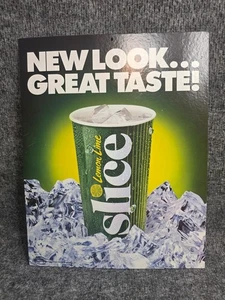 NEW LOOK...
GREAT TASTE!
Lemon Lime
slice